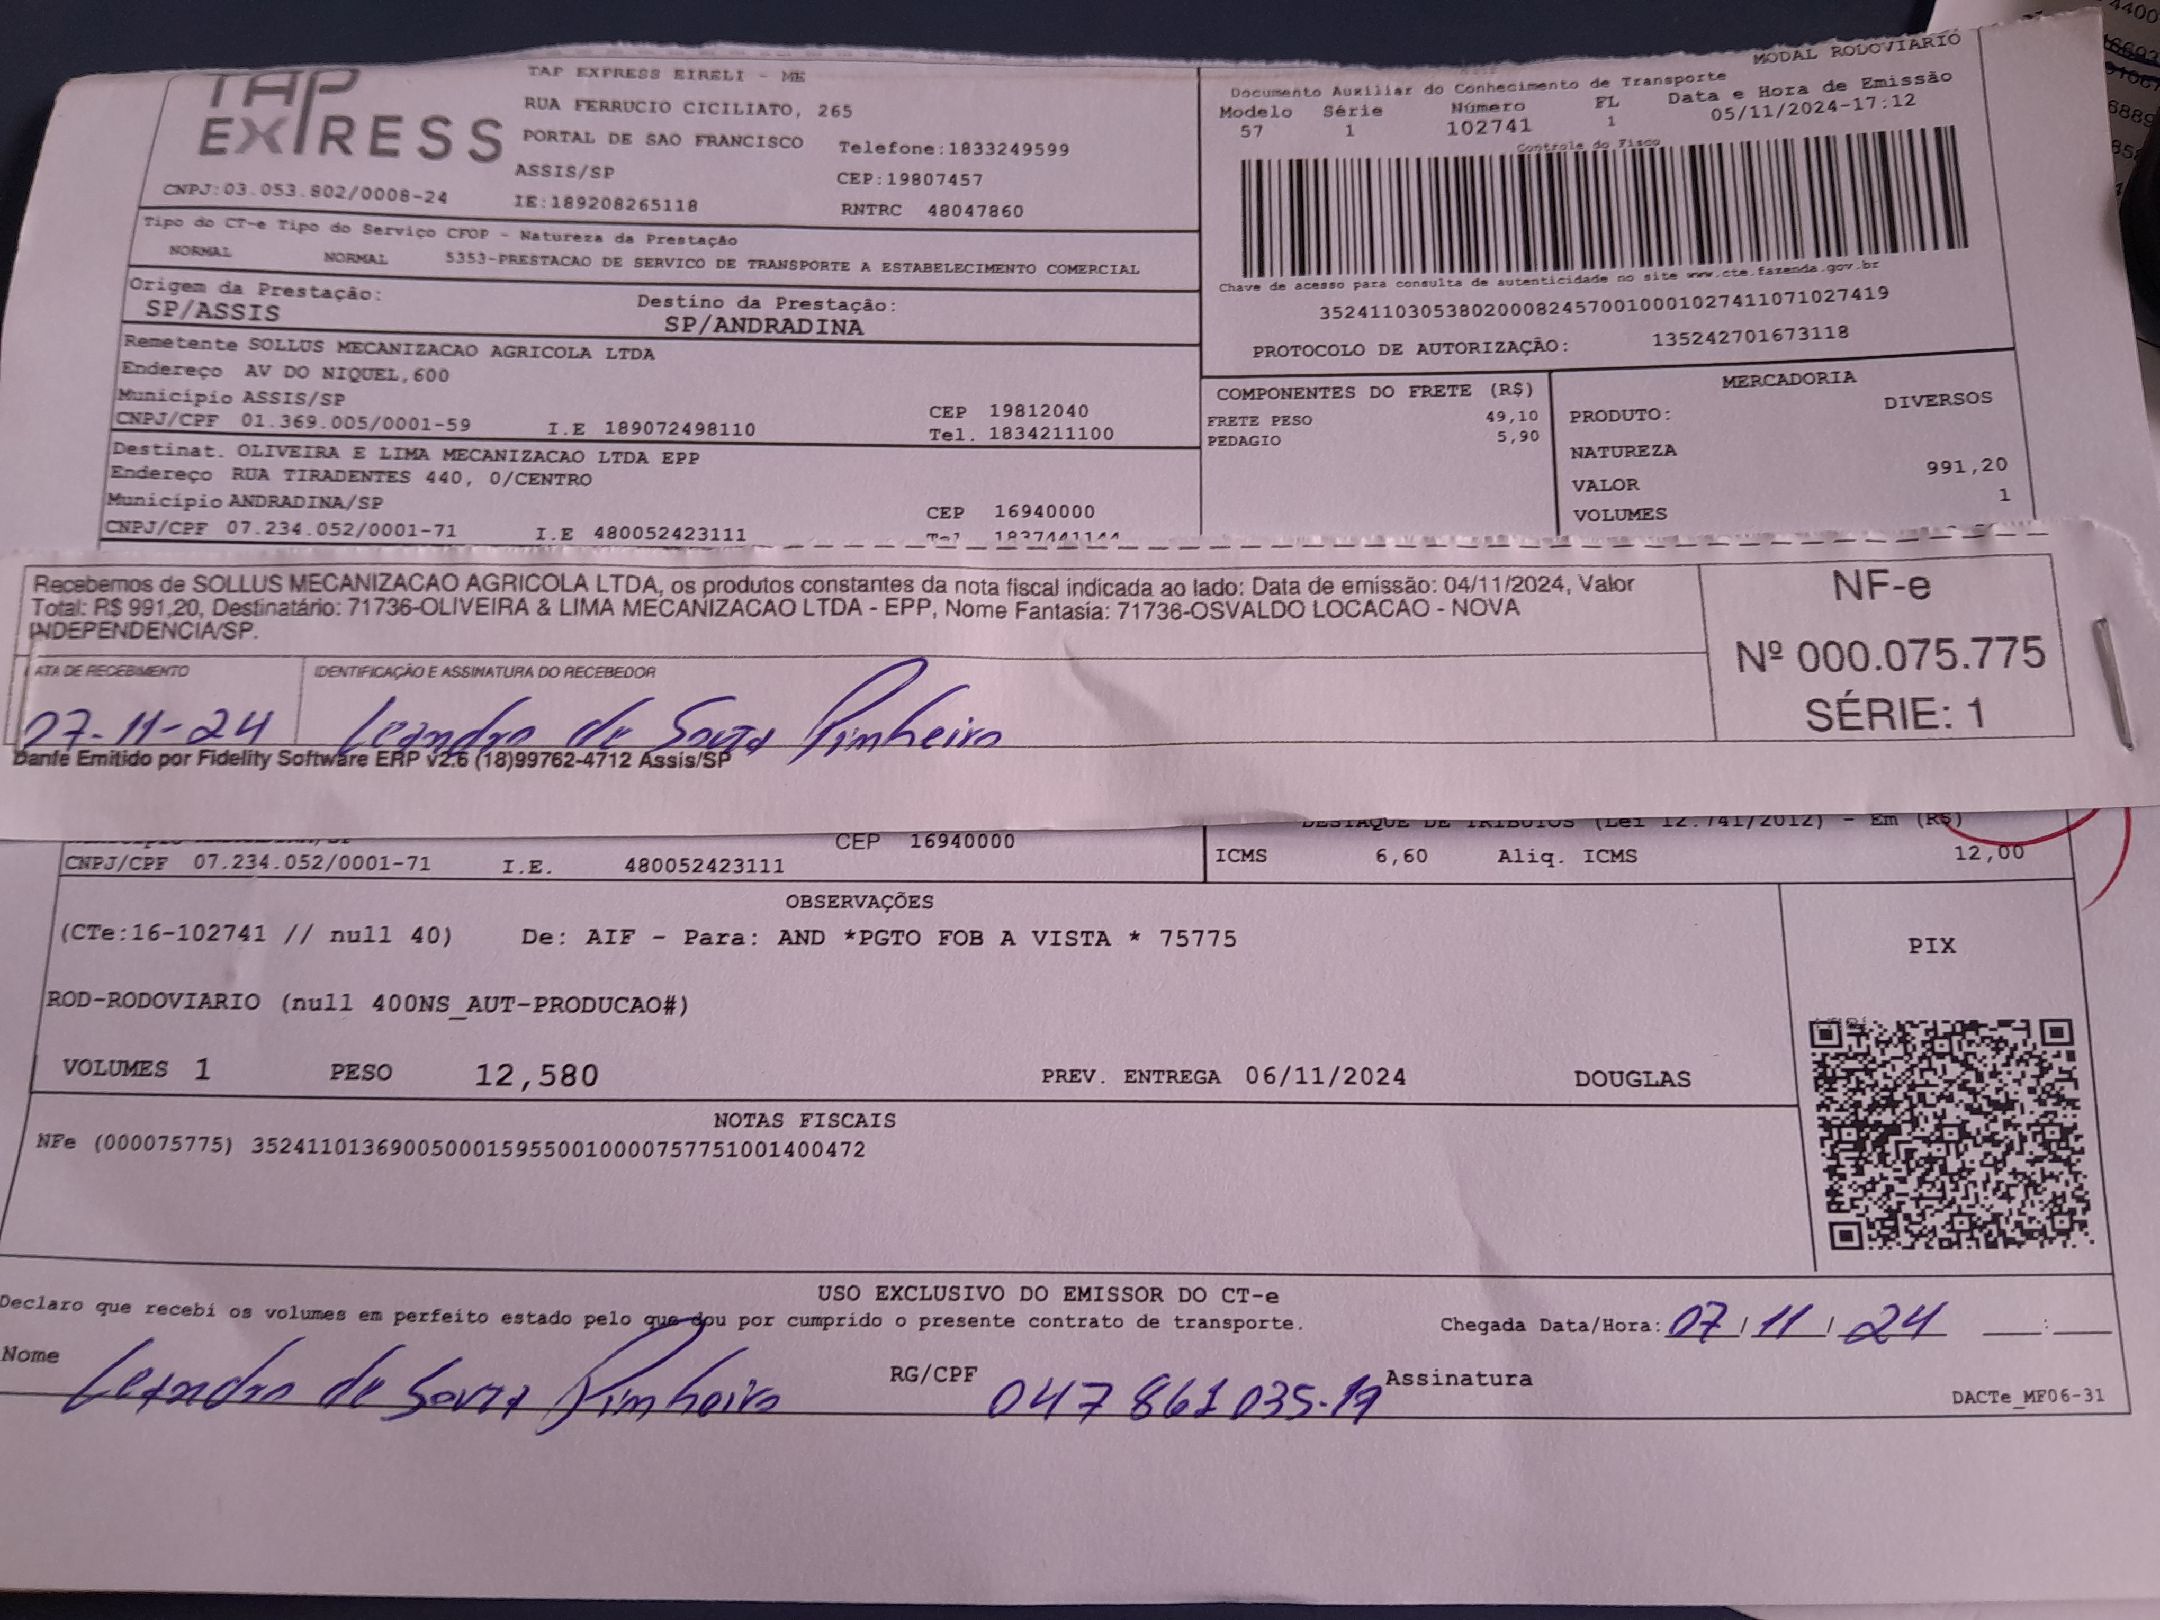 TAP EXPRESS
TAP EXPRESS EIRELI - ME
RUA FERRUCIO CICILIATO, 265
PORTAL DE SAO FRANCISCO Telefone:1833249599
ASSIS/SP CEP:19807457
CNPJ:03.053.802/0008-24 IE:189208265118 RNTRC 48047860
MODAL RODOVIARIO
Documento Auxiliar do Conhecimento de Transporte
Modelo Série Número FL Data e Hora de Emissão
57 1 102741 1 05/11/2024-17:12
Controle do Fisco
Chave de acesso para consulta de autenticidade no site www.cte.fazenda.gov.br
35241103053802000824570010001027411071027419
PROTOCOLO DE AUTORIZAÇÃO: 135242701673118
Tipo do CT-e Tipo do Serviço CFOP - Natureza da Prestação
NORMAL NORMAL 5353-PRESTACAO DE SERVICO DE TRANSPORTE A ESTABELECIMENTO COMERCIAL
Origem da Prestação: Destino da Prestação:
SP/ASSIS SP/ANDRADINA
Remetente SOLLUS MECANIZACAO AGRICOLA LTDA
Endereço AV DO NIQUEL,600
Município ASSIS/SP CEP 19812040
CNPJ/CPF 01.369.005/0001-59 I.E 189072498110 Tel. 1834211100
Destinat. OLIVEIRA E LIMA MECANIZACAO LTDA EPP
Endereço RUA TIRADENTES 440, 0/CENTRO
Município ANDRADINA/SP CEP 16940000
CNPJ/CPF 07.234.052/0001-71 I.E 480052423111 Tel. 1837441144
COMPONENTES DO FRETE (R$)
FRETE PESO 49,10
PEDAGIO 5,90
MERCADORIA
PRODUTO: DIVERSOS
NATUREZA
VALOR 991,20
VOLUMES 1
Recebemos de SOLLUS MECANIZACAO AGRICOLA LTDA, os produtos constantes da nota fiscal indicada ao lado: Data de emissão: 04/11/2024, Valor
Total: R$ 991,20, Destinatário: 71736-OLIVEIRA & LIMA MECANIZACAO LTDA - EPP, Nome Fantasia: 71736-OSVALDO LOCACAO - NOVA
INDEPENDENCIA/SP.
NF-e
Nº 000.075.775
SÉRIE: 1
DATA DE RECEBIMENTO IDENTIFICAÇÃO E ASSINATURA DO RECEBEDOR
07-11-24 Leandro de Souza Pinheiro
Danfe Emitido por Fidelity Software ERP v2.6 (18)99762-4712 Assis/SP
CEP 16940000
CNPJ/CPF 07.234.052/0001-71 I.E. 480052423111
DESTAQUE DE TRIBUTOS (Lei 12.741/2012) - Em (R$)
ICMS 6,60 Aliq. ICMS 12,00
OBSERVAÇÕES
(CTe:16-102741 // null 40) De: AIF - Para: AND *PGTO FOB A VISTA * 75775
PIX
ROD-RODOVIARIO (null 400NS_AUT-PRODUCAO#)
VOLUMES 1 PESO 12,580 PREV. ENTREGA 06/11/2024 DOUGLAS
NOTAS FISCAIS
NFe (000075775) 35241101369005000159550010000757751001400472
USO EXCLUSIVO DO EMISSOR DO CT-e
Declaro que recebi os volumes em perfeito estado pelo que dou por cumprido o presente contrato de transporte. Chegada Data/Hora: 07/11/24 :
Nome Leandro de Souza Pinheiro RG/CPF 047 861 035-19 Assinatura
DACTe_MF06-31